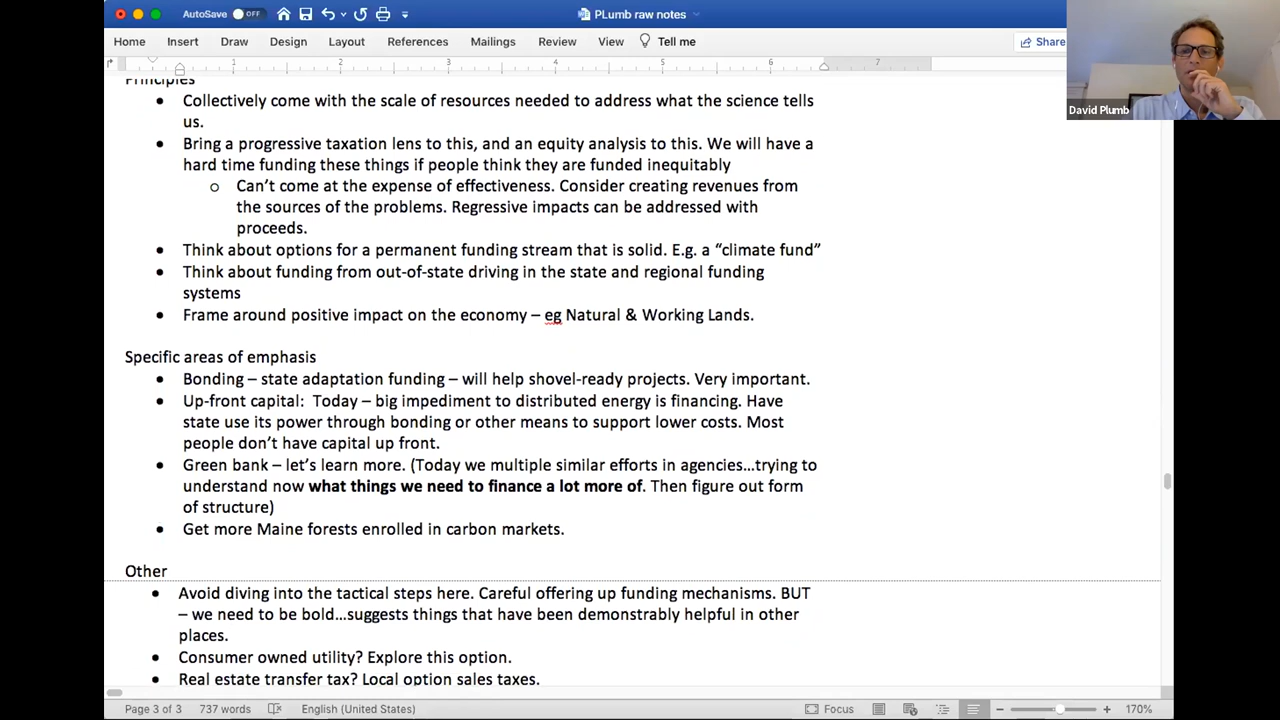 AutoSave OFF
PLumb raw notes
Home Insert Draw Design Layout References Mailings Review View Tell me Share
1 2 3 4 5 6 7
Principles
• Collectively come with the scale of resources needed to address what the science tells
us.
• Bring a progressive taxation lens to this, and an equity analysis to this. We will have a
hard time funding these things if people think they are funded inequitably
o Can’t come at the expense of effectiveness. Consider creating revenues from
the sources of the problems. Regressive impacts can be addressed with
proceeds.
• Think about options for a permanent funding stream that is solid. E.g. a “climate fund”
• Think about funding from out-of-state driving in the state and regional funding
systems
• Frame around positive impact on the economy – eg Natural & Working Lands.
Specific areas of emphasis
• Bonding – state adaptation funding – will help shovel-ready projects. Very important.
• Up-front capital: Today – big impediment to distributed energy is financing. Have
state use its power through bonding or other means to support lower costs. Most
people don’t have capital up front.
• Green bank – let’s learn more. (Today we multiple similar efforts in agencies…trying to
understand now what things we need to finance a lot more of. Then figure out form
of structure)
• Get more Maine forests enrolled in carbon markets.
Other
• Avoid diving into the tactical steps here. Careful offering up funding mechanisms. BUT
– we need to be bold…suggests things that have been demonstrably helpful in other
places.
• Consumer owned utility? Explore this option.
• Real estate transfer tax? Local option sales taxes.
Page 3 of 3 737 words English (United States) Focus 170%
David Plumb